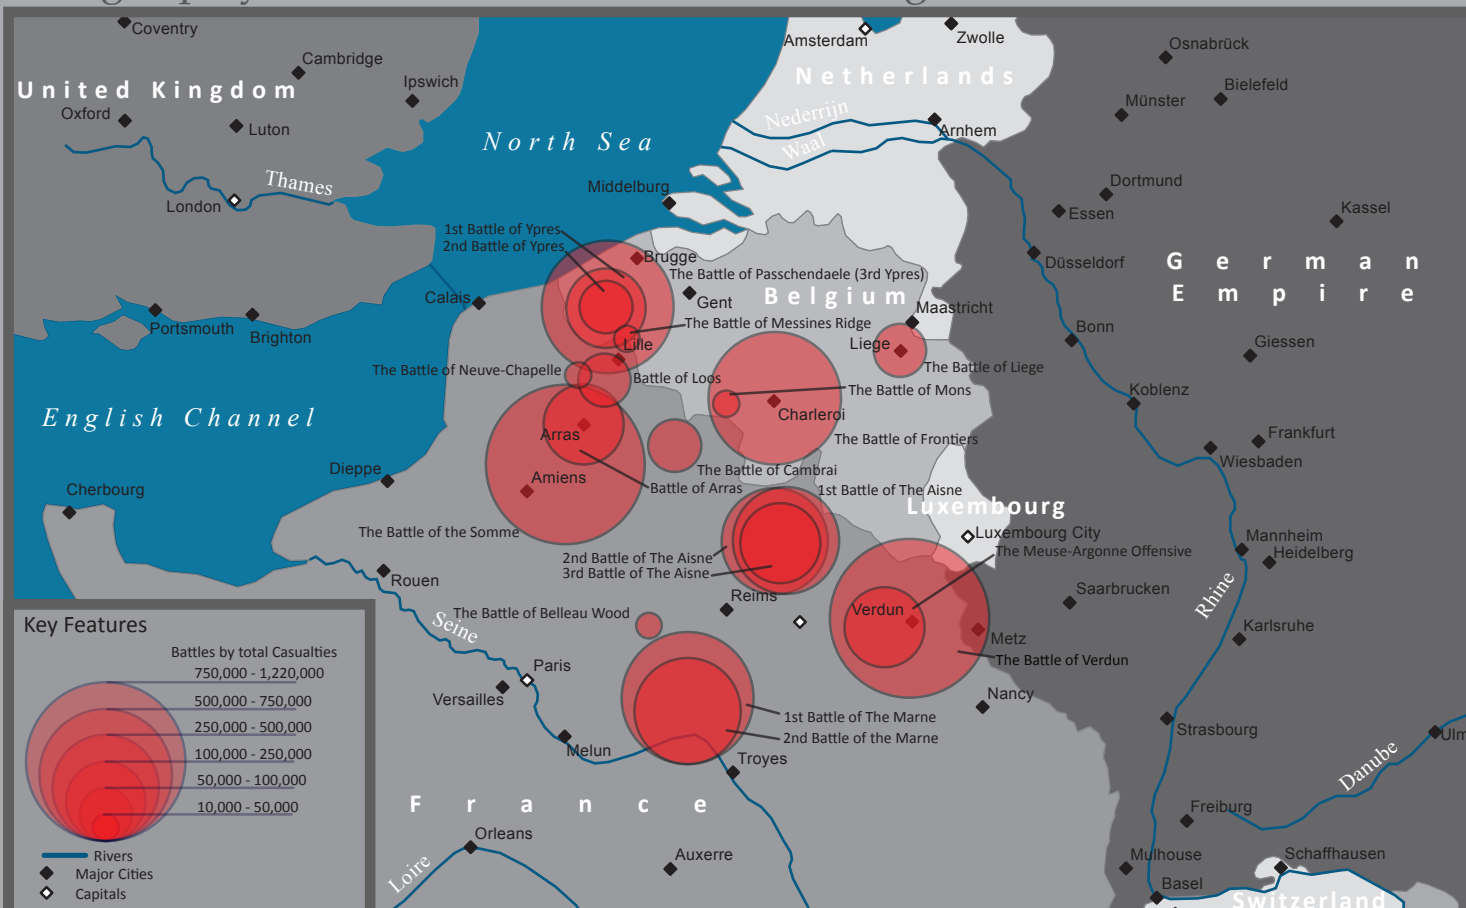 Coventry
Cambridge
Ipswich
United Kingdom
Oxford
Luton
Thames
London
Portsmouth
Brighton
North Sea
English Channel
Amsterdam
Zwolle
Netherlands
Nederrijn
Waal
Arnhem
Middelburg
Osnabrück
Bielefeld
Münster
Dortmund
Essen
Kassel
Düsseldorf
German
Empire
Bonn
Giessen
Koblenz
Frankfurt
Wiesbaden
Mannheim
Heidelberg
Saarbrucken
Rhine
Karlsruhe
Strasbourg
Danube
Ulm
Freiburg
Mulhouse
Schaffhausen
Basel
Switzerland
1st Battle of Ypres
2nd Battle of Ypres
Brugge
The Battle of Passchendaele (3rd Ypres)
Gent
Belgium
Calais
Maastricht
The Battle of Messines Ridge
Lille
Liege
The Battle of Liege
The Battle of Neuve-Chapelle
Battle of Loos
The Battle of Mons
Charleroi
The Battle of Frontiers
Arras
The Battle of Cambrai
Amiens
Battle of Arras
1st Battle of The Aisne
Luxembourg
Luxembourg City
Dieppe
Cherbourg
The Battle of the Somme
2nd Battle of The Aisne
3rd Battle of The Aisne
The Meuse-Argonne Offensive
Rouen
Reims
Verdun
The Battle of Belleau Wood
Seine
Metz
The Battle of Verdun
Paris
Versailles
Nancy
1st Battle of The Marne
2nd Battle of the Marne
Melun
Troyes
France
Orleans
Auxerre
Loire
Key Features
Battles by total Casualties
750,000 - 1,220,000
500,000 - 750,000
250,000 - 500,000
100,000 - 250,000
50,000 - 100,000
10,000 - 50,000
Rivers
Major Cities
Capitals